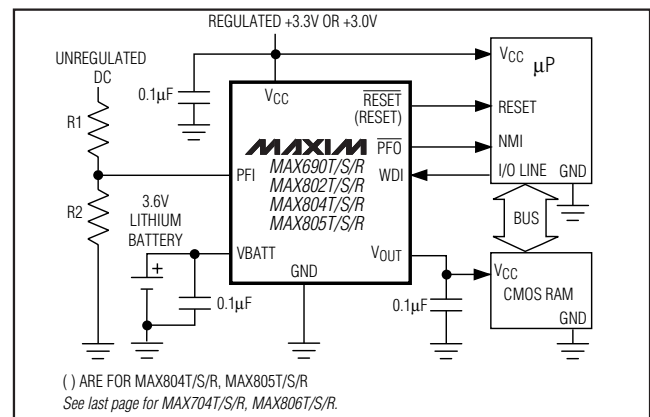 REGULATED +3.3V OR +3.0V
UNREGULATED
DC
R1
R2
0.1µF
VCC
RESET
(RESET)
MAXIM
MAX690T/S/R
MAX802T/S/R
MAX804T/S/R
MAX805T/S/R
PFI
PFO
WDI
3.6V
LITHIUM
BATTERY
+
VBATT
0.1µF
GND
VOUT
0.1µF
VCC
µP
RESET
NMI
I/O LINE
GND
BUS
VCC
CMOS RAM
GND
( ) ARE FOR MAX804T/S/R, MAX805T/S/R
See last page for MAX704T/S/R, MAX806T/S/R.